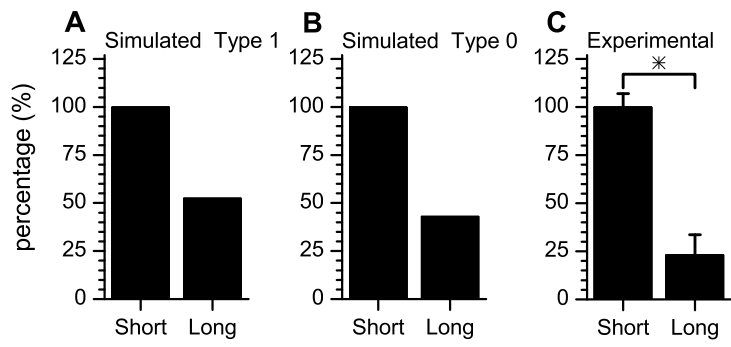 A
Simulated Type 1
percentage (%)
125
100
75
50
25
0
Short Long
B
Simulated Type 0
125
100
75
50
25
0
Short Long
C
Experimental
125
100
75
50
25
0
*
Short Long